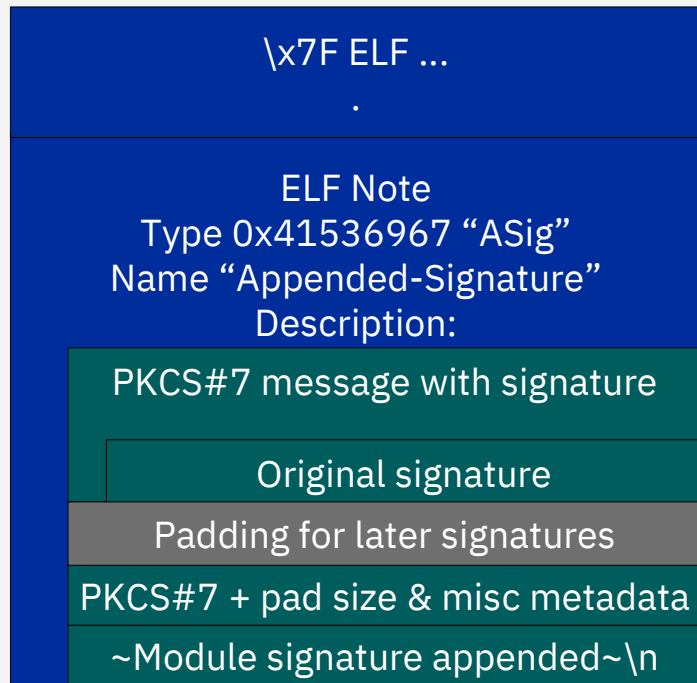 \x7F ELF ...
.
ELF Note
Type 0x41536967 “ASig”
Name “Appended-Signature”
Description:
PKCS#7 message with signature
Original signature
Padding for later signatures
PKCS#7 + pad size & misc metadata
~Module signature appended~\n